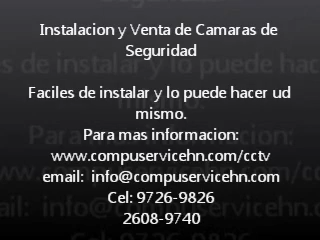 Instalacion y Venta de Camaras de
Seguridad
Faciles de instalar y lo puede hacer ud
mismo.
Para mas informacion:
www.compuservicehn.com/cctv
email: info@compuservicehn.com
Cel: 9726-9826
2608-9740